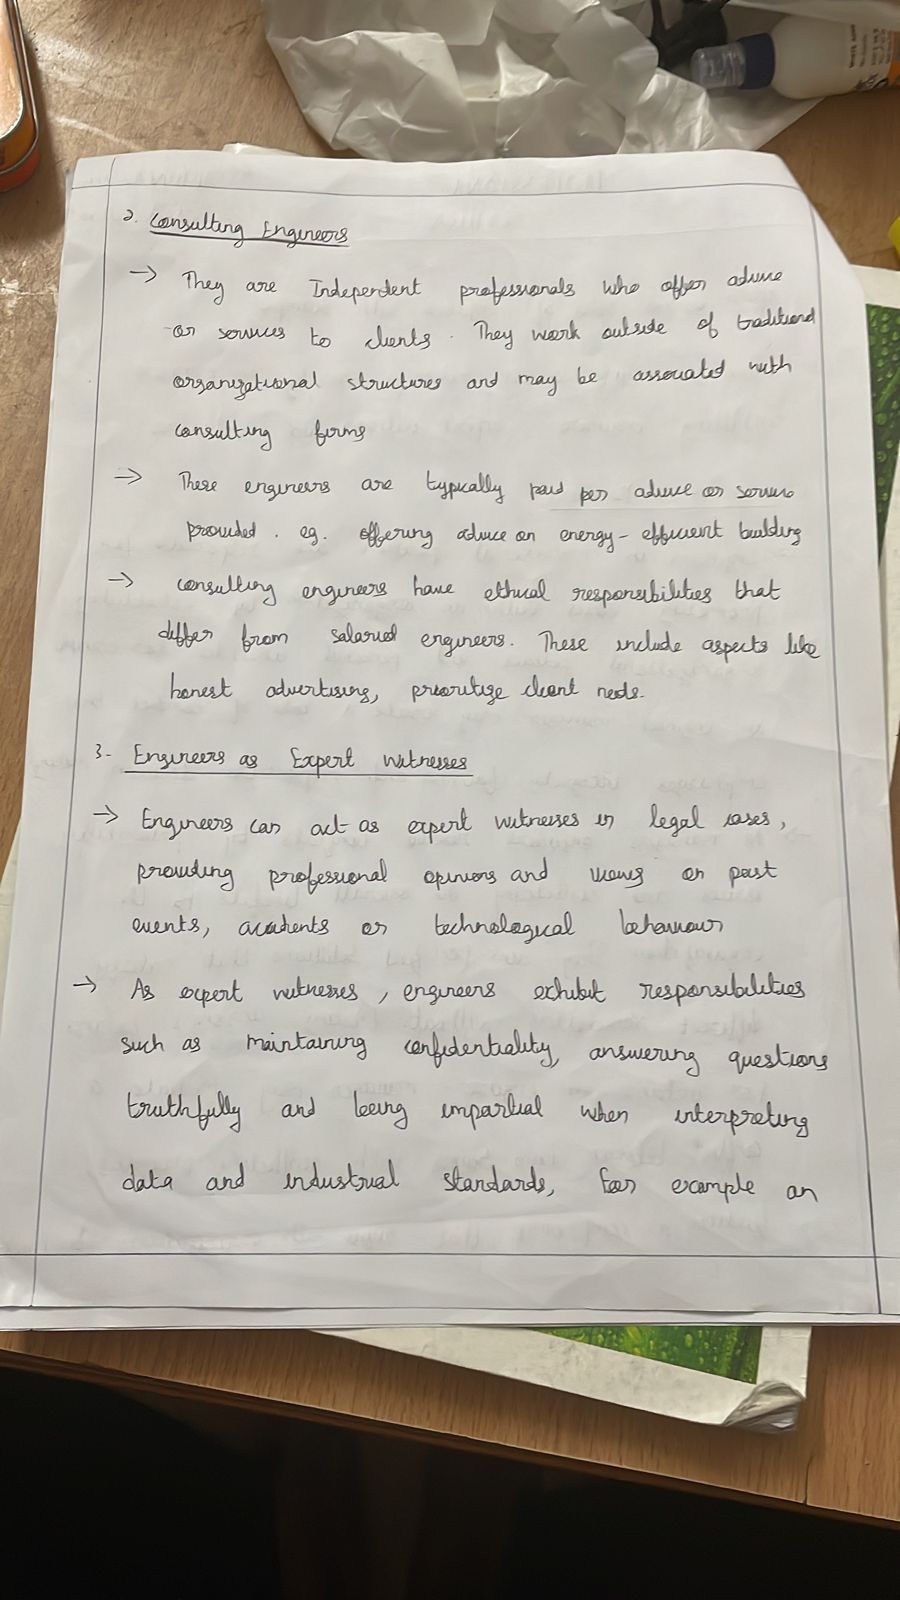 2. Consulting Engineers
→ They are Independent professionals who offer advice
or services to clients. They work outside of traditional
organizational structures and may be associated with
consulting firms
→ These engineers are typically paid per advice or service
provided. eg. offering advice on energy-efficient building
→ consulting engineers have ethical responsibilities that
differ from salaried engineers. These include aspects like
honest advertising, prioritize client needs.
3- Engineers as Expert Witnesses
→ Engineers can act as expert witnesses in legal cases,
providing professional opinions and views on past
events, accidents or technological behaviour
→ As expert witnesses, engineers exhibit responsibilities
such as maintaining confidentiality, answering questions
truthfully and being impartial when interpreting
data and industrial standards, For example an